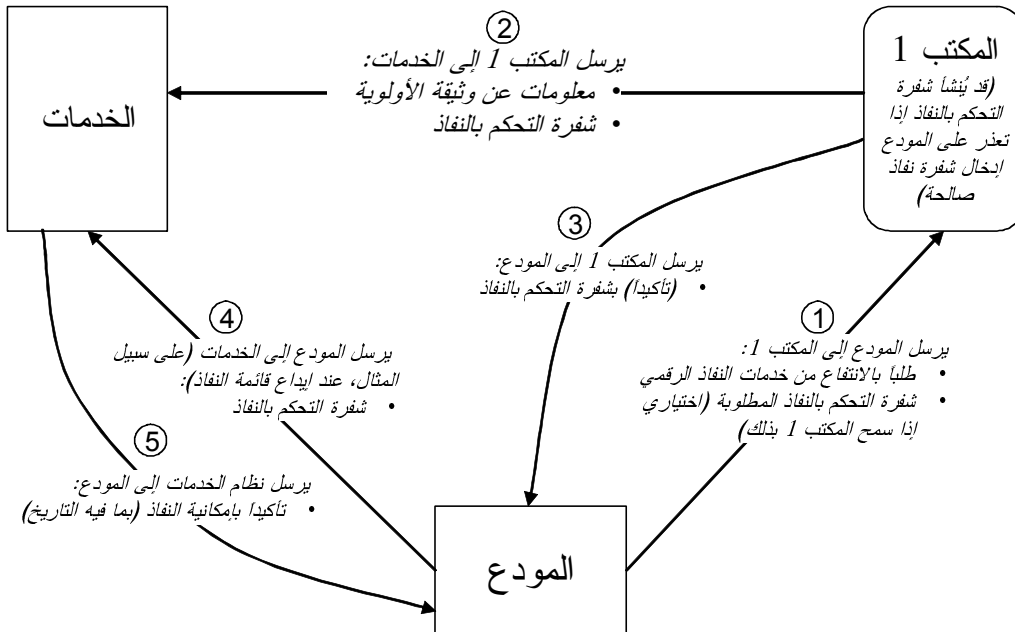 المكتب 1
(قد يُنشأ شفرة
التحكم بالنفاذ إذا
تعذر على المودع
إدخال شفرة نفاذ
صالحة)
②
يرسل المكتب 1 إلى الخدمات:
• معلومات عن وثيقة الأولوية
• شفرة التحكم بالنفاذ
الخدمات
③
يرسل المكتب 1 إلى المودع:
• (تأكيداً) بشفرة التحكم بالنفاذ
①
يرسل المودع إلى المكتب 1:
• طلباً بالانتفاع من خدمات النفاذ الرقمي
• شفرة التحكم بالنفاذ المطلوبة (اختياري
إذا سمح المكتب 1 بذلك)
④
يرسل المودع إلى الخدمات (على سبيل
المثال، عند إيداع قائمة النفاذ):
• شفرة التحكم بالنفاذ
⑤
يرسل نظام الخدمات إلى المودع:
• تأكيداً بإمكانية النفاذ (بما فيه التاريخ)
المودع